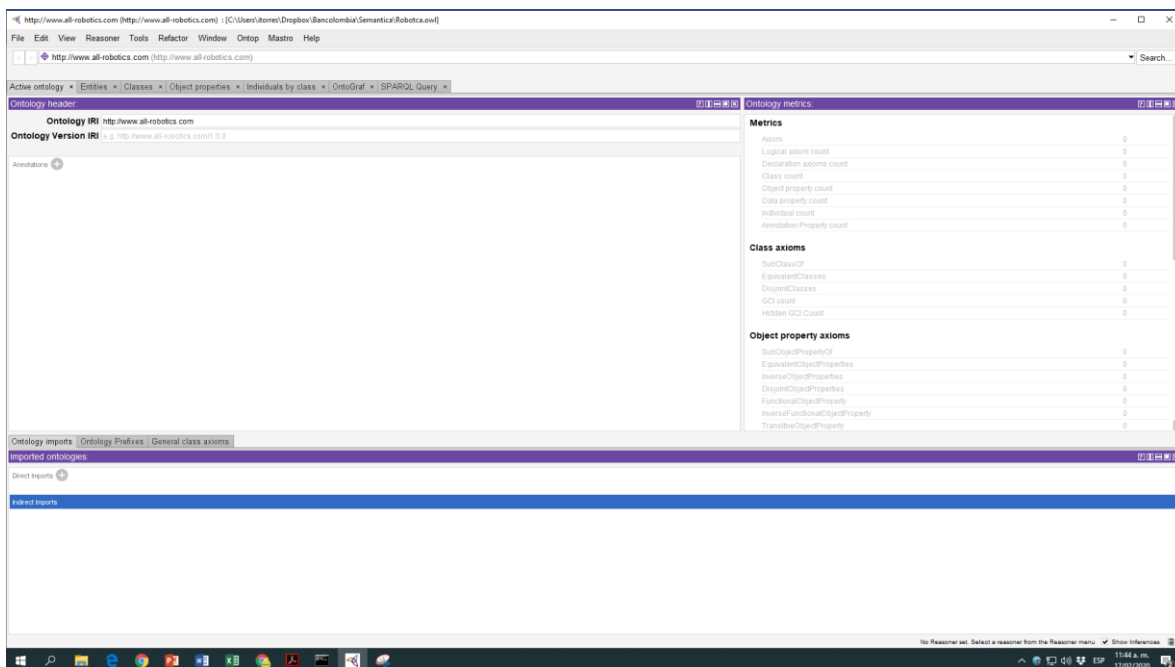 http://www.all-robotics.com (http://www.all-robotics.com) : [C:\Users\itorres\Dropbox\Bancolombia\Semantica\Robotca.owl]
File Edit View Reasoner Tools Refactor Window Ontop Mastro Help
http://www.all-robotics.com (http://www.all-robotics.com)
Search...
Active ontology Entities Classes Object properties Individuals by class OntoGraf SPARQL Query
Ontology header:
Ontology IRI http://www.all-robotics.com
Ontology Version IRI e.g. http://www.all-robotics.com/1.0.0
Annotations
Ontology metrics:
Metrics
Axiom 0
Logical axiom count 0
Declaration axioms count 0
Class count 0
Object property count 0
Data property count 0
Individual count 0
Annotation Property count 0
Class axioms
SubClassOf 0
EquivalentClasses 0
DisjointClasses 0
GCI count 0
Hidden GCI Count 0
Object property axioms
SubObjectPropertyOf 0
EquivalentObjectProperties 0
InverseObjectProperties 0
DisjointObjectProperties 0
FunctionalObjectProperty 0
InverseFunctionalObjectProperty 0
TransitiveObjectProperty 0
Ontology imports Ontology Prefixes General class axioms
Imported ontologies:
Direct Imports
Indirect Imports
No Reasoner set. Select a reasoner from the Reasoner menu Show Inferences
ESP
11:44 a. m.
17/02/2020